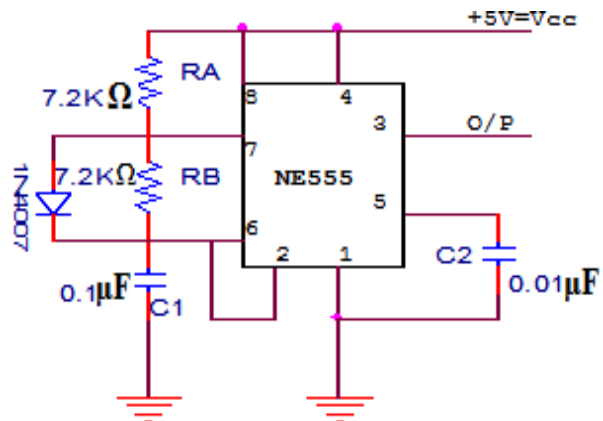 +5V=Vcc
RA
7.2KΩ
8
4
3
O/P
7
7.2KΩ
RB
NE555
1N4007
5
6
2
1
C2
0.1µF
C1
0.01µF